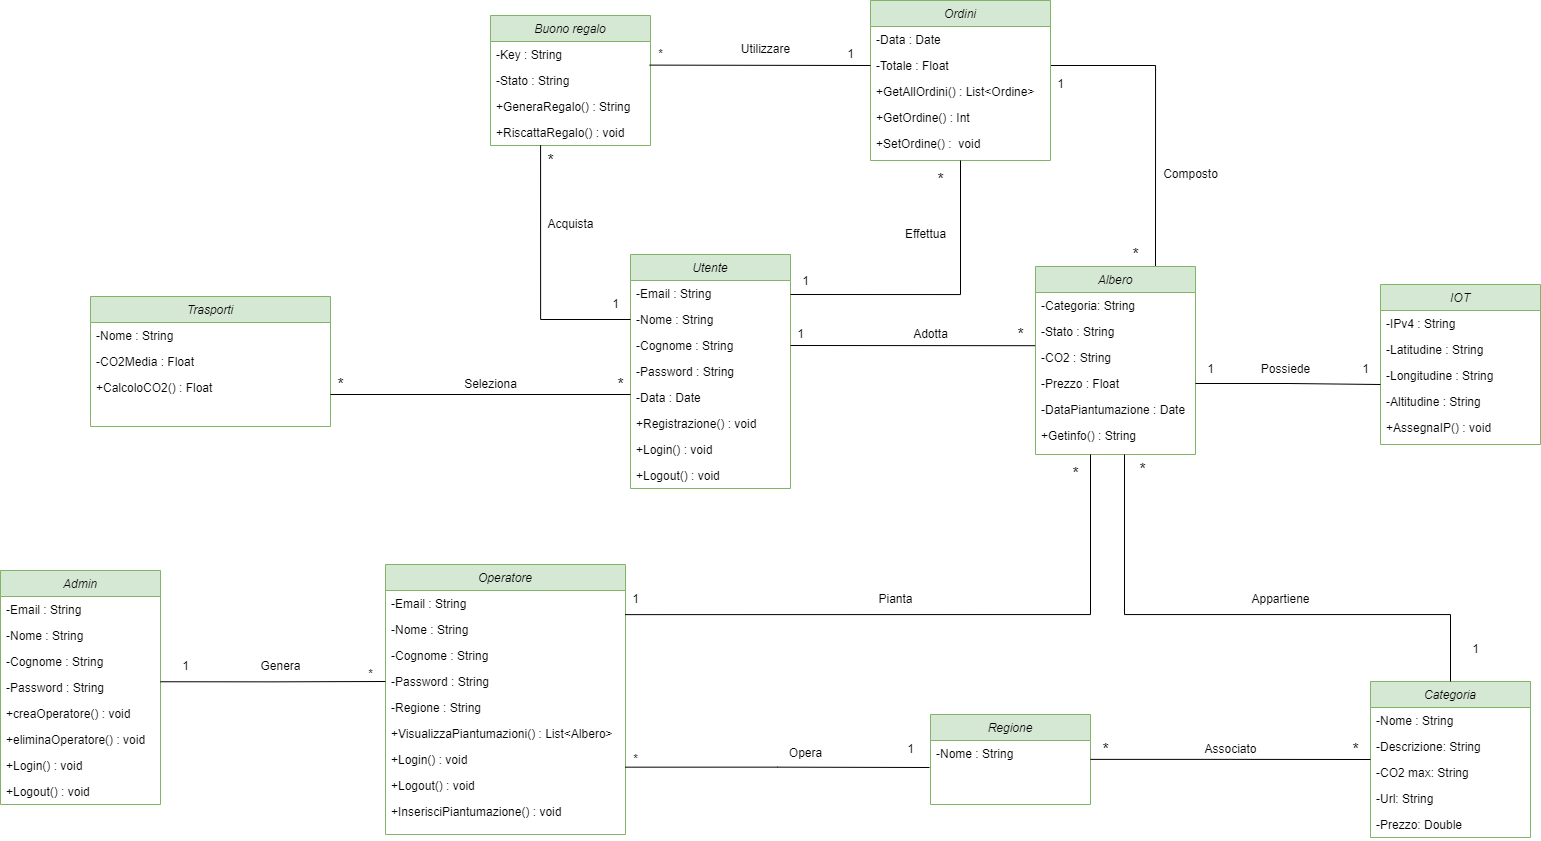 Buono regalo
-Key : String
-Stato : String
+GeneraRegalo() : String
+RiscattaRegalo() : void
*
Utilizzare
1
Ordini
-Data : Date
-Totale : Float
+GetAllOrdini() : List<Ordine>
+GetOrdine() : Int
+SetOrdine() :  void
1
Composto
*
*
Acquista
1
*
Effettua
1
Utente
-Email : String
-Nome : String
-Cognome : String
-Password : String
-Data : Date
+Registrazione() : void
+Login() : void
+Logout() : void
Trasporti
-Nome : String
-CO2Media : Float
+CalcoloCO2() : Float
*
Seleziona
*
1
Adotta
*
Albero
-Categoria: String
-Stato : String
-CO2 : String
-Prezzo : Float
-DataPiantumazione : Date
+Getinfo() : String
1
Possiede
1
IOT
-IPv4 : String
-Latitudine : String
-Longitudine : String
-Altitudine : String
+AssegnaIP() : void
*
*
Admin
-Email : String
-Nome : String
-Cognome : String
-Password : String
+creaOperatore() : void
+eliminaOperatore() : void
+Login() : void
+Logout() : void
1
Genera
*
Operatore
-Email : String
-Nome : String
-Cognome : String
-Password : String
-Regione : String
+VisualizzaPiantumazioni() : List<Albero>
+Login() : void
+Logout() : void
+InserisciPiantumazione() : void
1
Pianta
Appartiene
1
*
Opera
1
Regione
-Nome : String
*
Associato
*
Categoria
-Nome : String
-Descrizione: String
-CO2 max: String
-Url: String
-Prezzo: Double